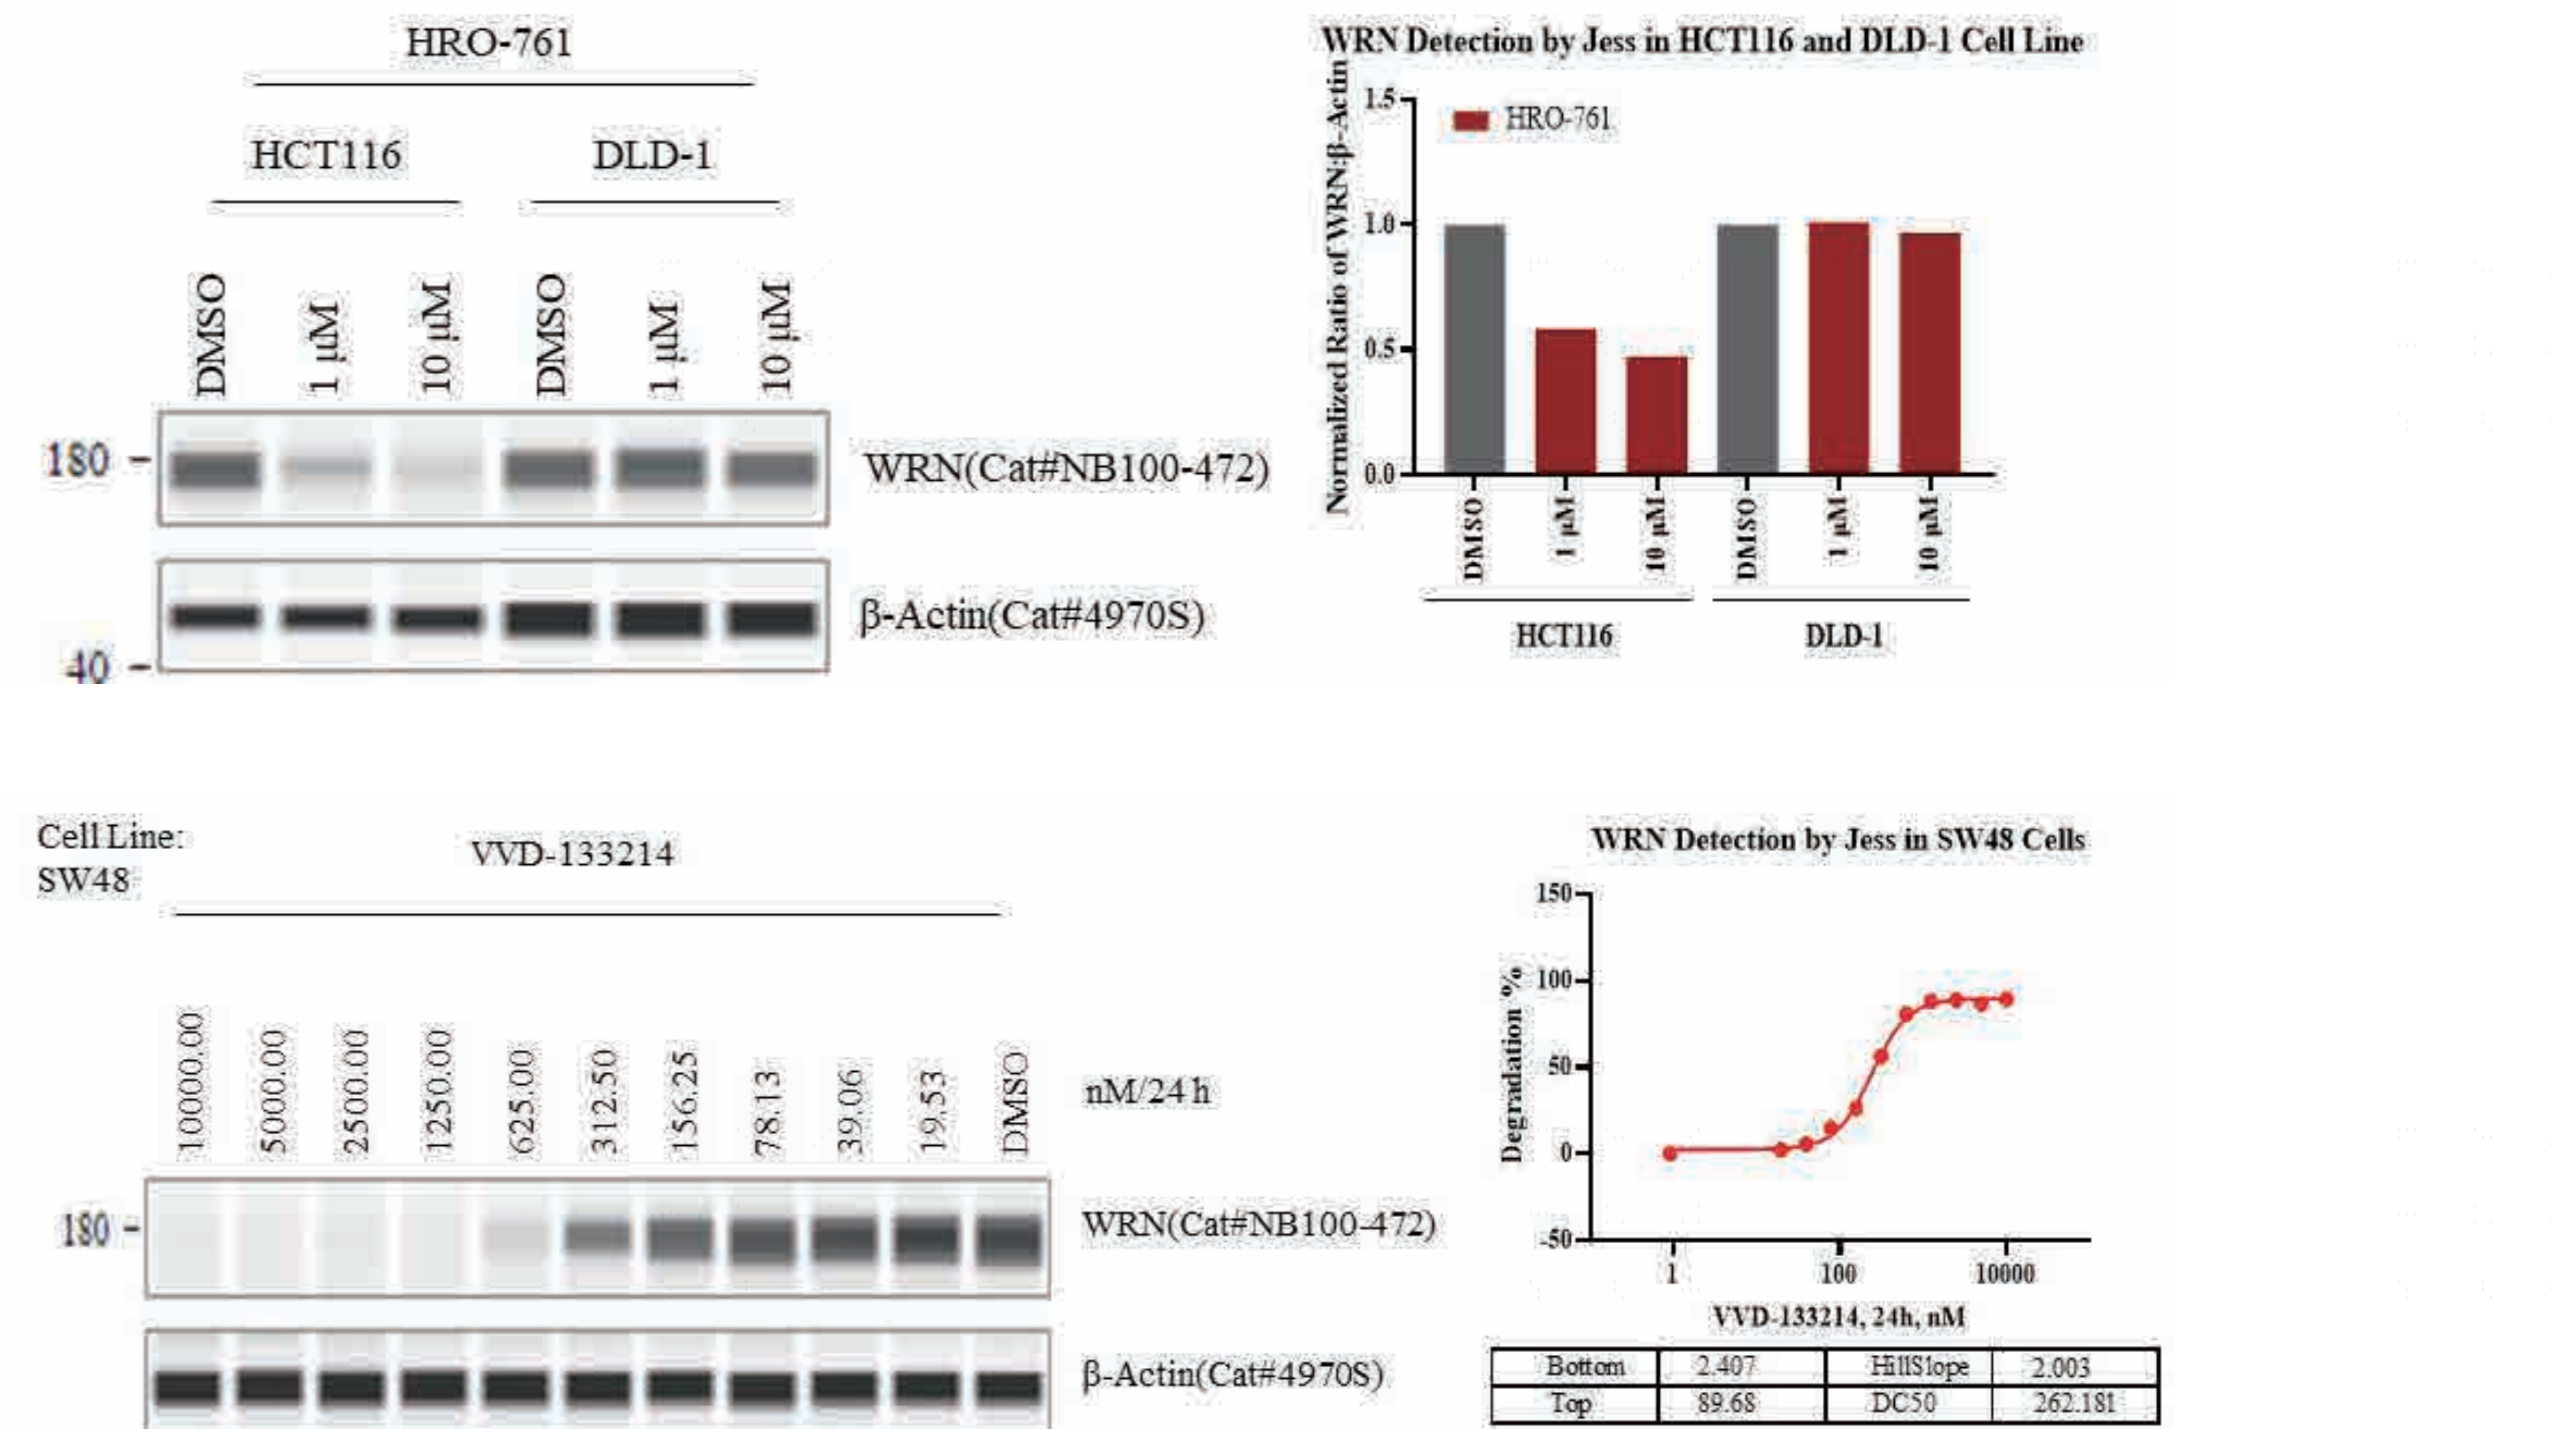 HRO-761
HCT116 DLD-1
DMSO 1 μM 10 μM DMSO 1 μM 10 μM
180
WRN(Cat#NB100-472)
β-Actin(Cat#4970S)
40
WRN Detection by Jess in HCT116 and DLD-1 Cell Line
Normalized Ratio of WRN:β-Actin
1.5
1.0
0.5
0.0
HRO-761
DMSO 1 μM 10 μM DMSO 1 μM 10 μM
HCT116 DLD-1
Cell Line:
SW48
VVD-133214
10000.00 5000.00 2500.00 1250.00 625.00 312.50 156.25 78.13 39.06 19.53 DMSO
nM/24 h
180
WRN(Cat#NB100-472)
β-Actin(Cat#4970S)
WRN Detection by Jess in SW48 Cells
Degradation %
150
100
50
0
-50
1 100 10000
VVD-133214, 24h, nM
Bottom 2.407 HillSlope 2.003
Top 89.68 DC50 262.181